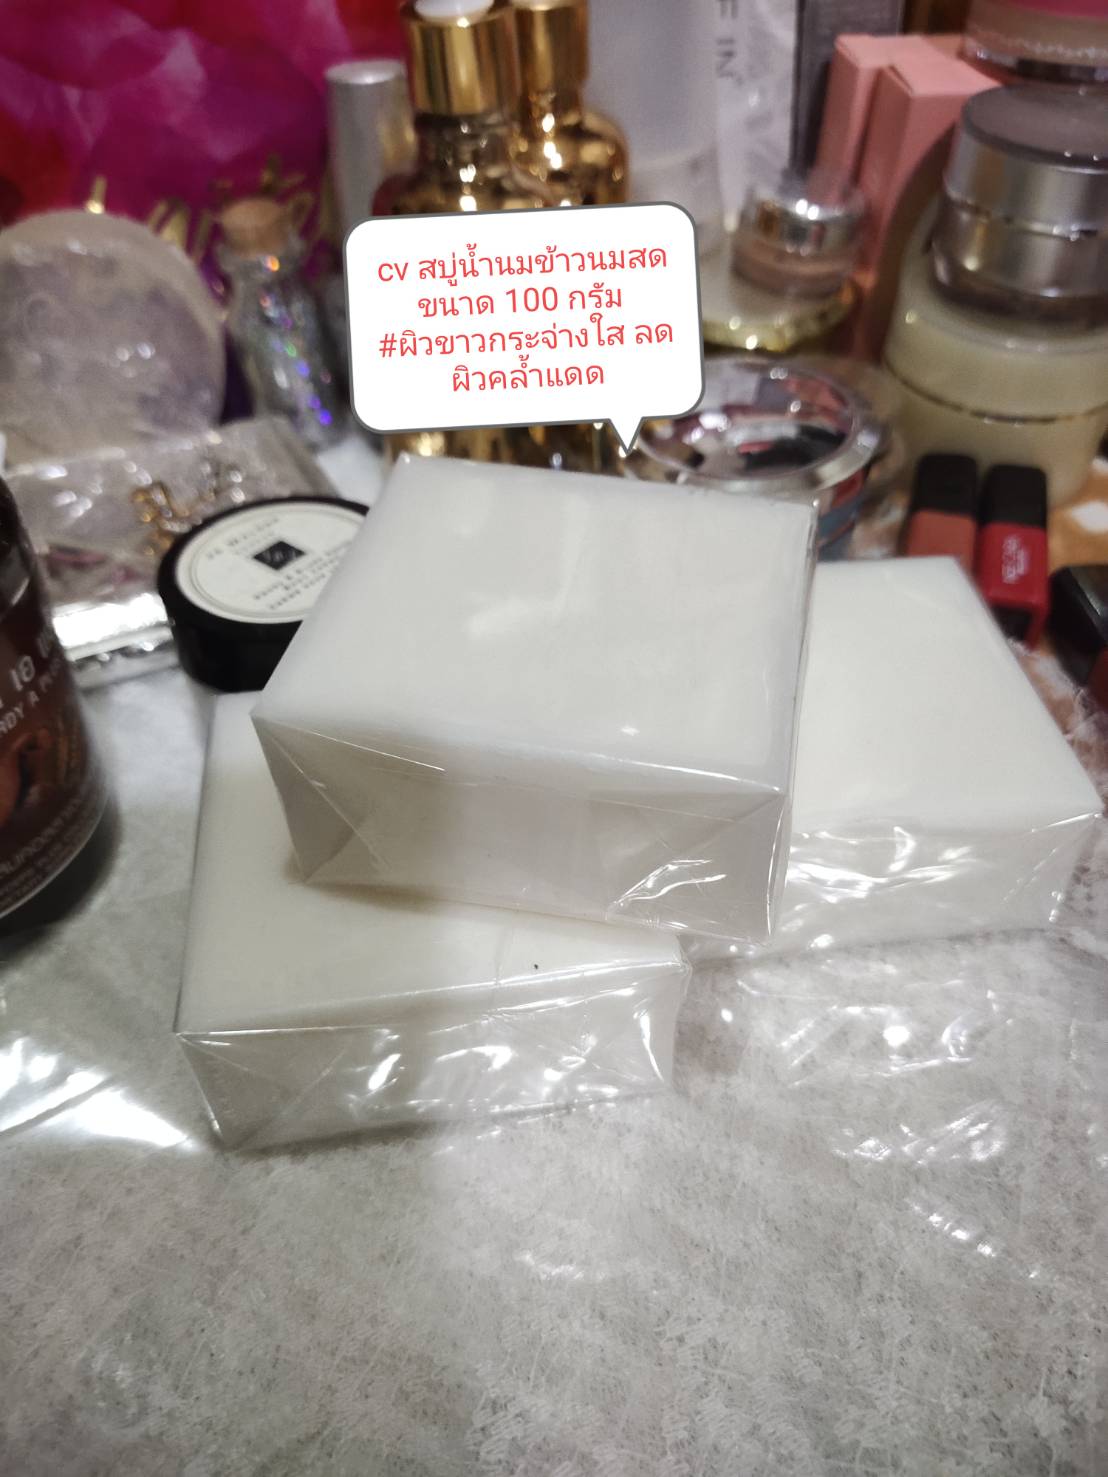 cv สบู่น้ำนมข้าวนมสด
ขนาด 100 กรัม
#ผิวขาวกระจ่างใส ลด
ผิวคล้ำแดด